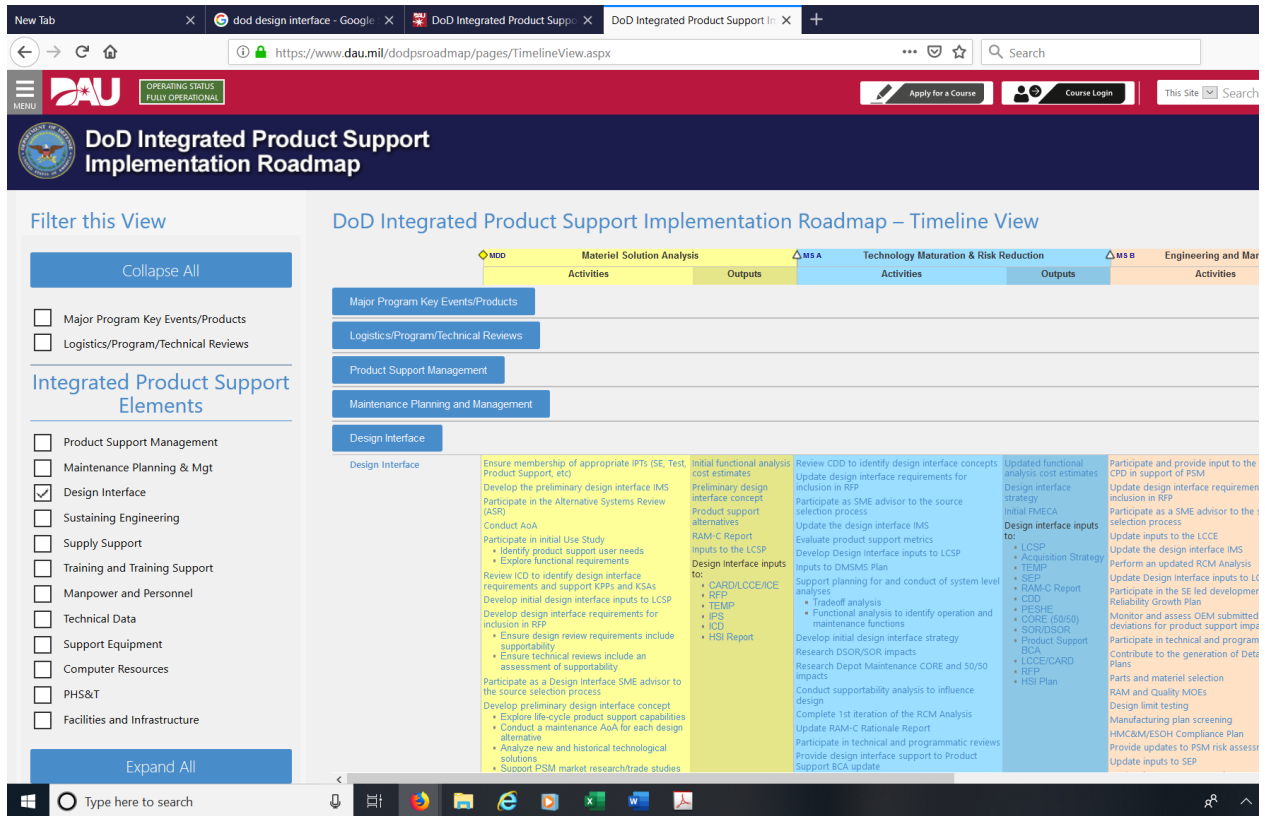 New Tab
dod design interface - Google
DoD Integrated Product Suppo
DoD Integrated Product Support In
https://www.dau.mil/dodpsroadmap/pages/TimelineView.aspx
Search
MENU
DAU
OPERATING STATUS
FULLY OPERATIONAL
Apply for a Course
Course Login
This Site
Search
DoD Integrated Product Support
Implementation Roadmap
Filter this View
Collapse All
Major Program Key Events/Products
Logistics/Program/Technical Reviews
Integrated Product Support
Elements
Product Support Management
Maintenance Planning & Mgt
Design Interface
Sustaining Engineering
Supply Support
Training and Training Support
Manpower and Personnel
Technical Data
Support Equipment
Computer Resources
PHS&T
Facilities and Infrastructure
Expand All
DoD Integrated Product Support Implementation Roadmap – Timeline View
MDD
Materiel Solution Analysis
MS A
Technology Maturation & Risk Reduction
MS B
Engineering and Man
Activities
Outputs
Activities
Outputs
Activities
Major Program Key Events/Products
Logistics/Program/Technical Reviews
Product Support Management
Maintenance Planning and Management
Design Interface
Design Interface
Ensure membership of appropriate IPTs (SE, Test,
Product Support, etc)
Develop the preliminary design interface IMS
Participate in the Alternative Systems Review
(ASR)
Conduct AoA
Participate in initial Use Study
Identify product support user needs
Explore functional requirements
Review ICD to identify design interface
requirements and support KPPs and KSAs
Develop initial design interface inputs to LCSP
Develop design interface requirements for
inclusion in RFP
Ensure design review requirements include
supportability
Ensure technical reviews include an
assessment of supportability
Participate as a Design Interface SME advisor to
the source selection process
Develop preliminary design interface concept
Explore life-cycle product support capabilities
Conduct a maintenance AoA for each design
alternative
Analyze new and historical technological
solutions
Support PSM market research/trade studies
Initial functional analysis
cost estimates
Preliminary design
interface concept
Product support
alternatives
RAM-C Report
Inputs to the LCSP
Design Interface inputs
to:
CARD/LCCE/ICE
RFP
TEMP
IPS
ICD
HSI Report
Review CDD to identify design interface concepts
Update design interface requirements for
inclusion in RFP
Participate as SME advisor to the source
selection process
Update the design interface IMS
Evaluate product support metrics
Develop Design Interface inputs to LCSP
Inputs to DMSMS Plan
Support planning for and conduct of system level
analyses
Tradeoff analysis
Functional analysis to identify operation and
maintenance functions
Develop initial design interface strategy
Research DSOR/SOR impacts
Research Depot Maintenance CORE and 50/50
impacts
Conduct supportability analysis to influence
design
Complete 1st iteration of the RCM Analysis
Update RAM-C Rationale Report
Participate in technical and programmatic reviews
Provide design interface support to Product
Support BCA update
Updated functional
analysis cost estimates
Design interface
strategy
Initial FMECA
Design interface inputs
to:
LCSP
Acquisition Strategy
TEMP
SEP
RAM-C Report
CDD
PESHE
CORE (50/50)
SOR/DSOR
Product Support
BCA
LCCE/CARD
RFP
HSI Plan
Participate and provide input to the
CPD in support of PSM
Update design interface requiremen
inclusion in RFP
Participate as a SME advisor to the s
selection process
Update inputs to the LCCE
Update the design interface IMS
Perform an updated RCM Analysis
Update Design Interface inputs to LC
Participate in the SE led developmen
Reliability Growth Plan
Monitor and assess OEM submitted
deviations for product support impa
Participate in technical and program
Contribute to the generation of Deta
Plans
Parts and materiel selection
RAM and Quality MOEs
Design limit testing
Manufacturing plan screening
HMC&M/ESOH Compliance Plan
Provide updates to PSM risk assessm
Update inputs to SEP
Type here to search